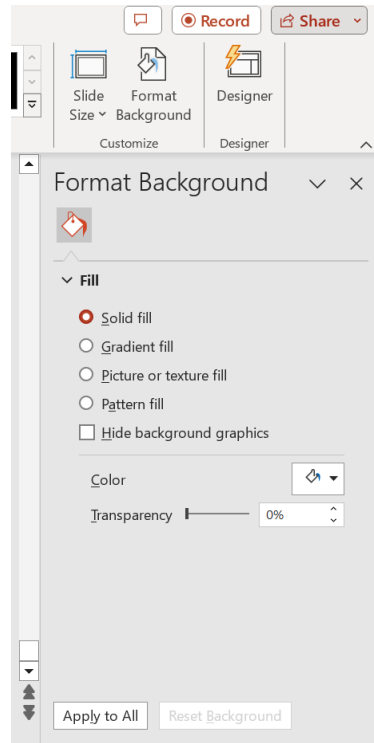 Record
Share
Slide Size
Format Background
Designer
Customize
Designer
Format Background
Fill
Solid fill
Gradient fill
Picture or texture fill
Pattern fill
Hide background graphics
Color
Transparency 0%
Apply to All Reset Background